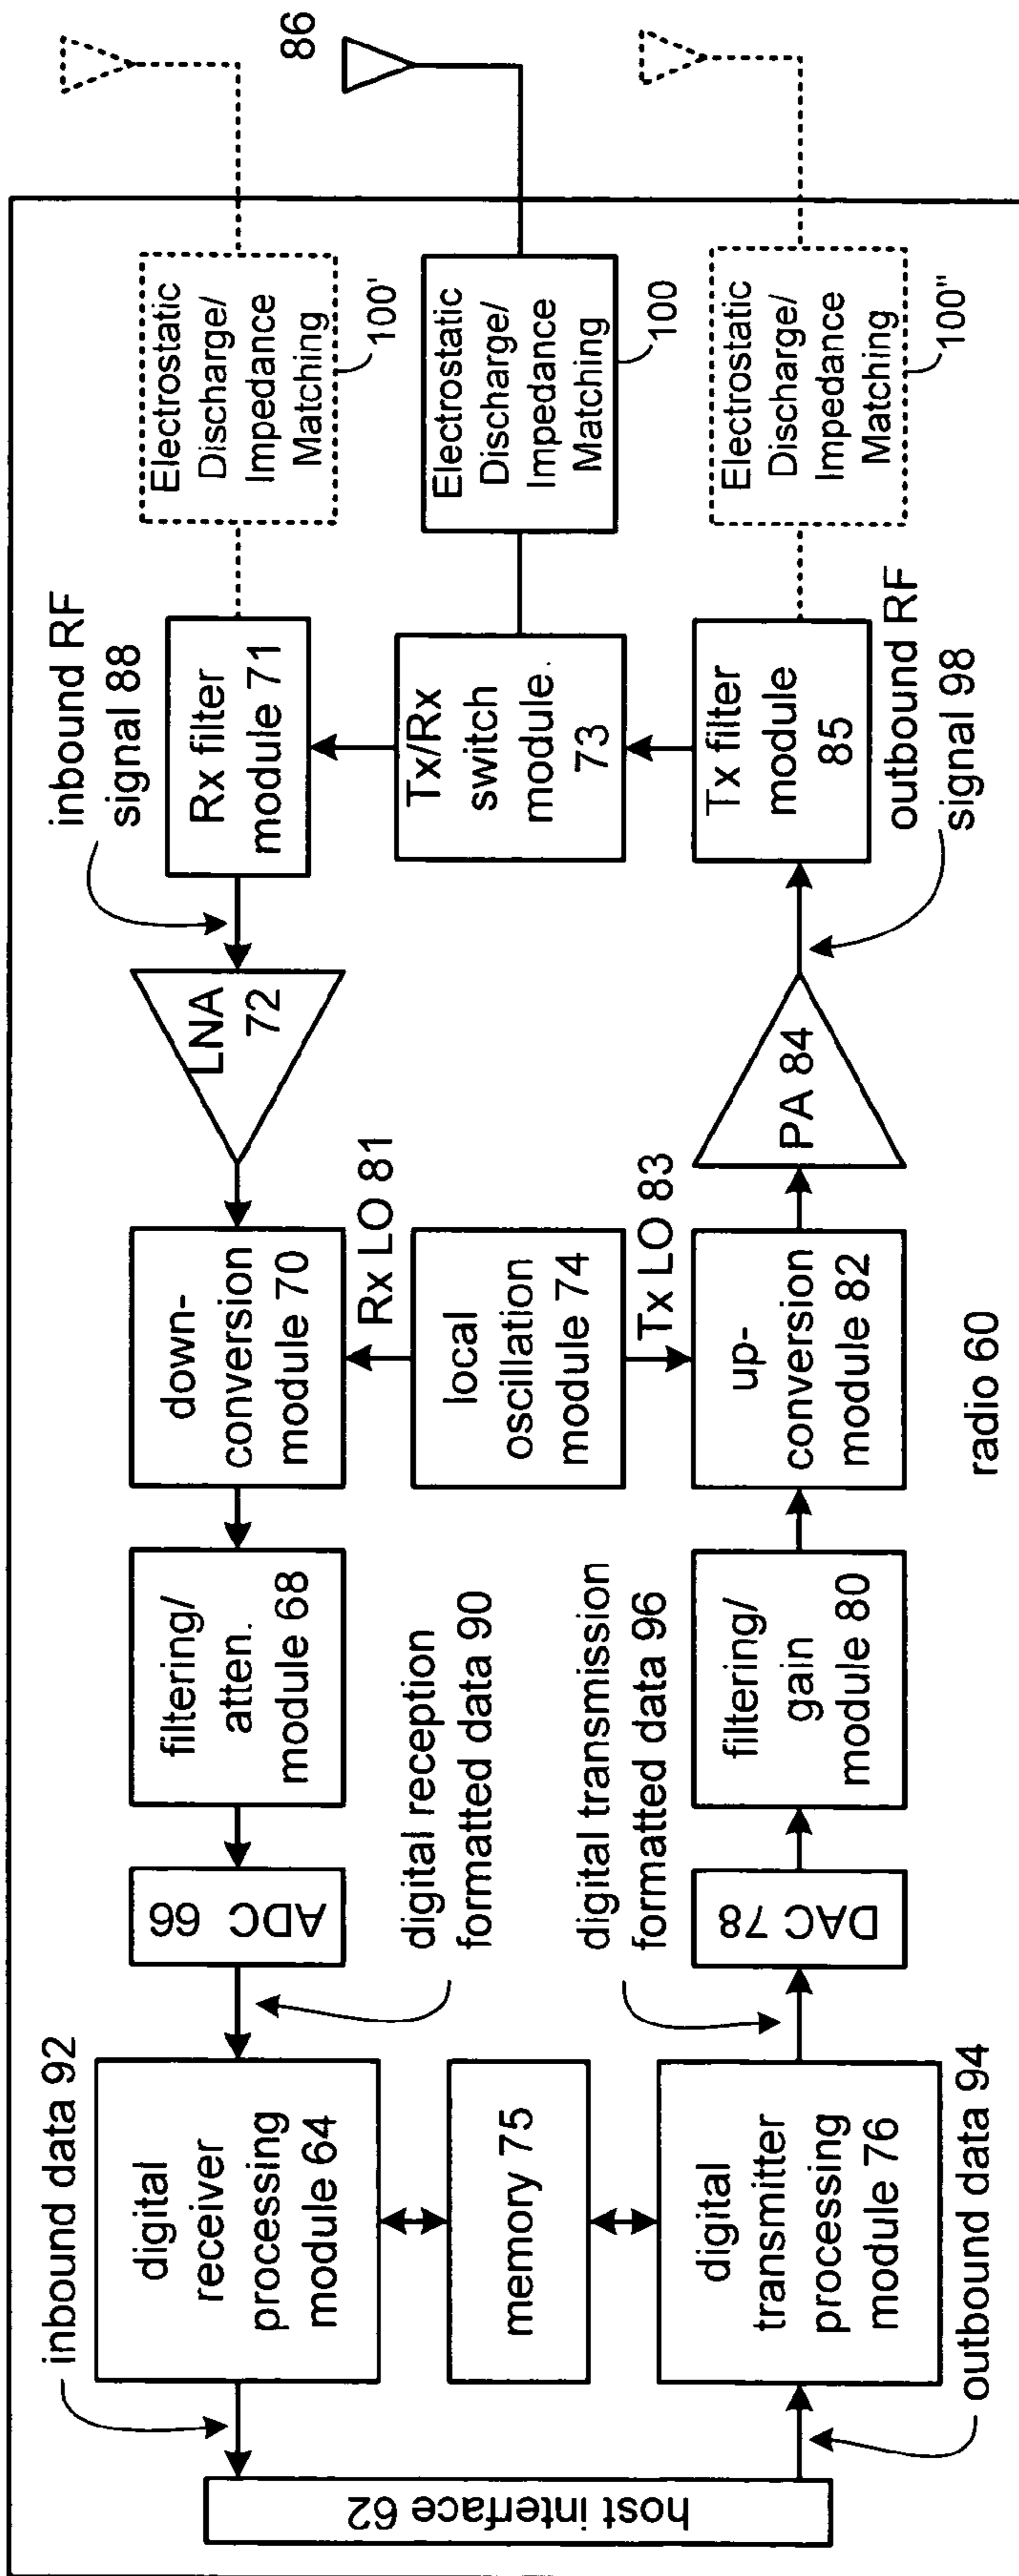 inbound data 92
host interface 62
digital
receiver
processing
module 64
memory 75
digital
transmitter
processing
module 76
outbound data 94
ADC 66
digital reception
formatted data 90
digital transmission
formatted data 96
DAC 78
filtering/
atten.
module 68
filtering/
gain
module 80
down-
conversion
module 70
Rx LO 81
local
oscillation
module 74
Tx LO 83
up-
conversion
module 82
radio 60
LNA
72
PA 84
inbound RF
signal 88
Rx filter
module 71
Tx/Rx
switch
module.
73
Tx filter
module
85
outbound RF
signal 98
Electrostatic
Discharge/
Impedance
Matching
100'
Electrostatic
Discharge/
Impedance
Matching
100
Electrostatic
Discharge/
Impedance
Matching
100"
86